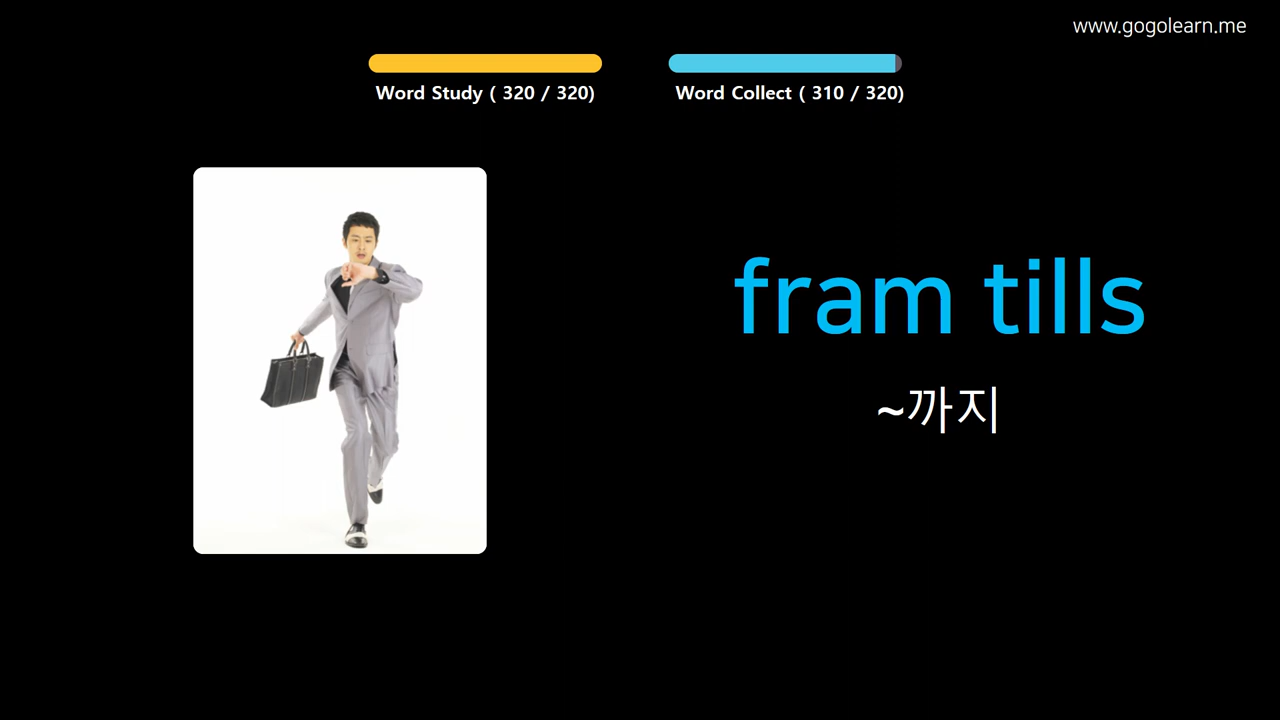 www.gogolearn.me
Word Study ( 320 / 320)
Word Collect ( 310 / 320)
fram tills
~까지